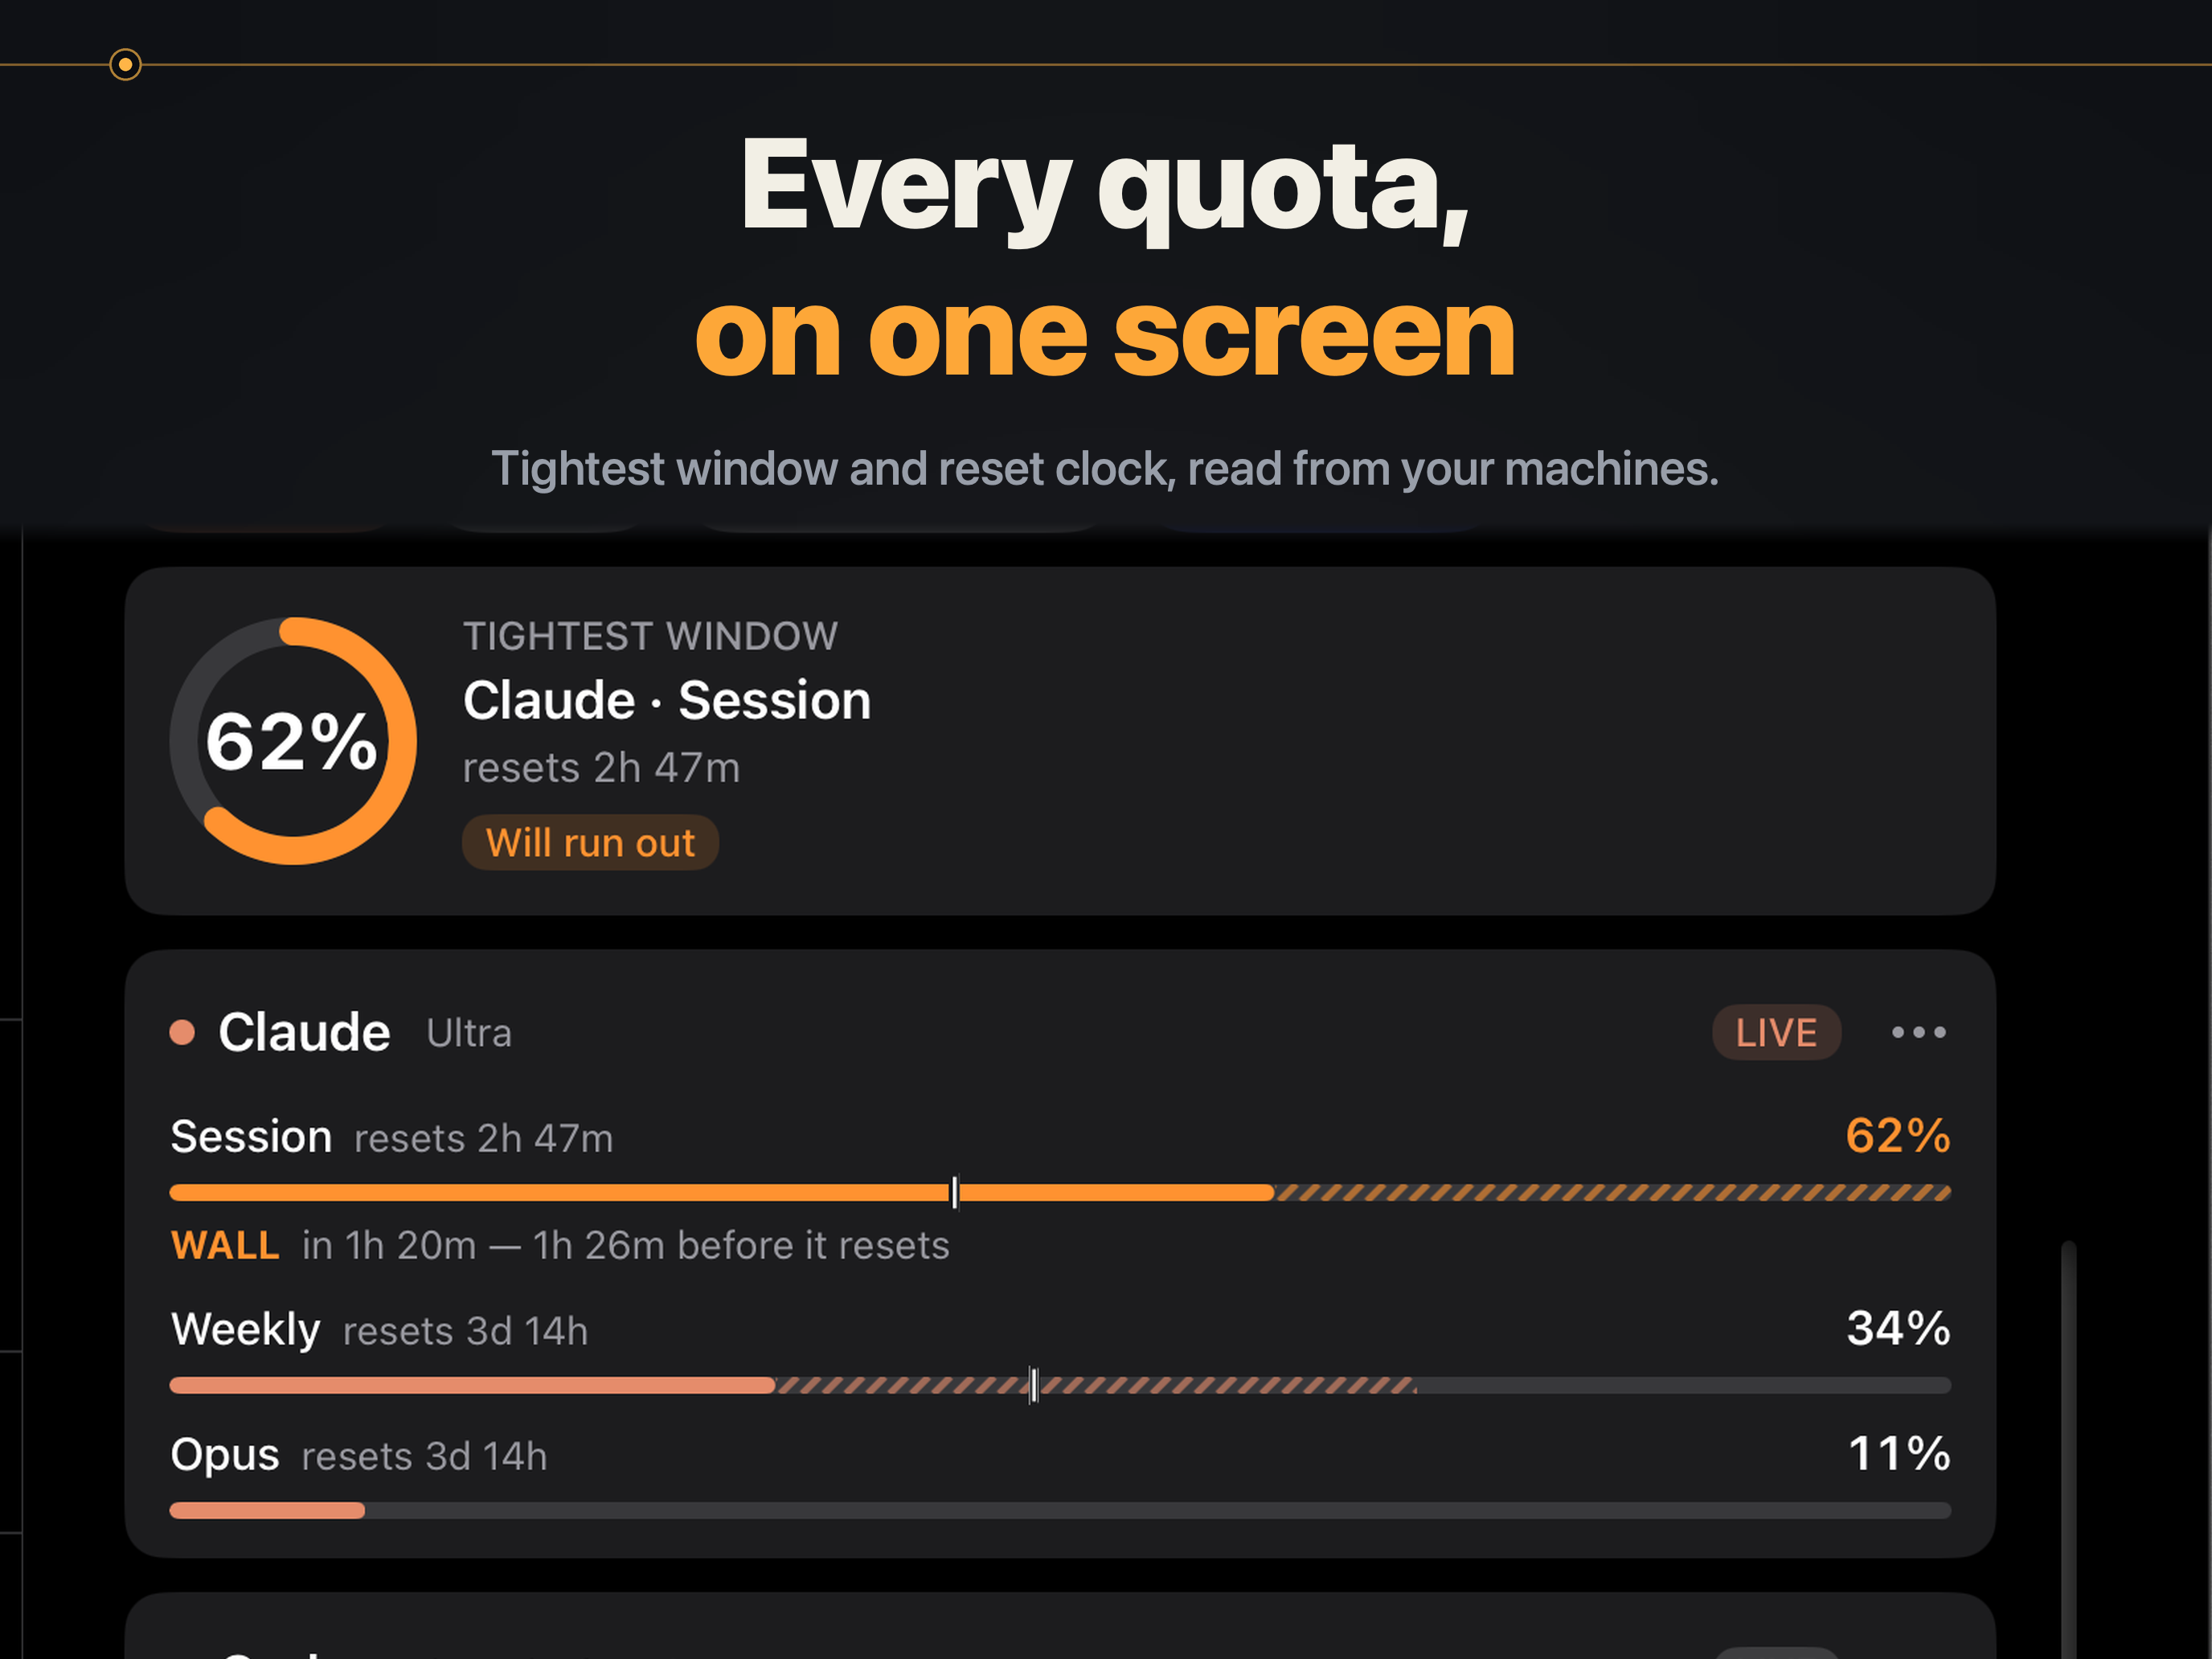 Every quota,
on one screen
Tightest window and reset clock, read from your machines.
62%
TIGHTEST WINDOW
Claude · Session
resets 2h 47m
Will run out
Claude Ultra LIVE
Session resets 2h 47m 62%
WALL in 1h 20m — 1h 26m before it resets
Weekly resets 3d 14h 34%
Opus resets 3d 14h 11%